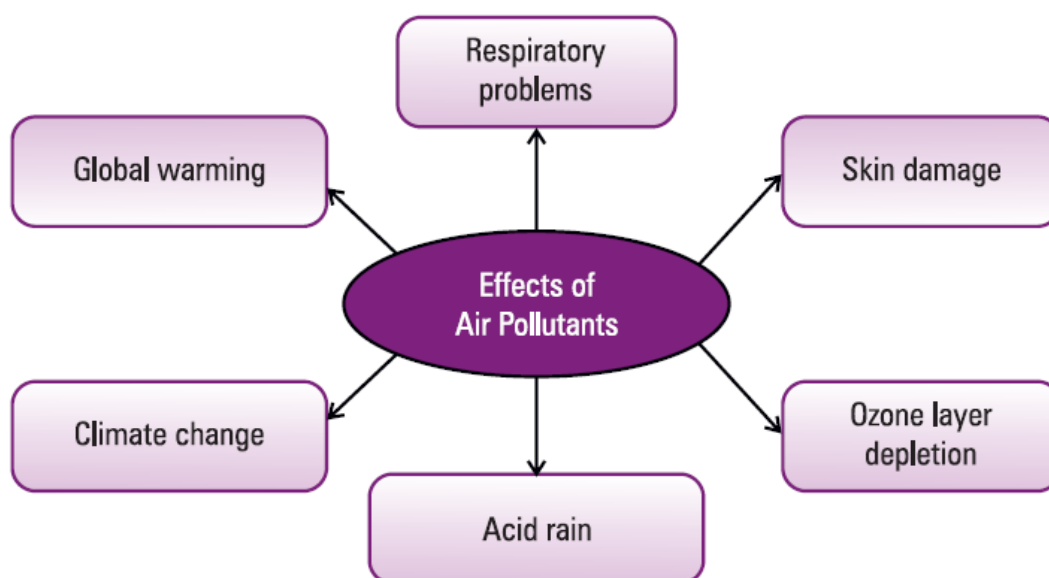 Respiratory
problems
Global warming
Skin damage
Effects of
Air Pollutants
Climate change
Ozone layer
depletion
Acid rain